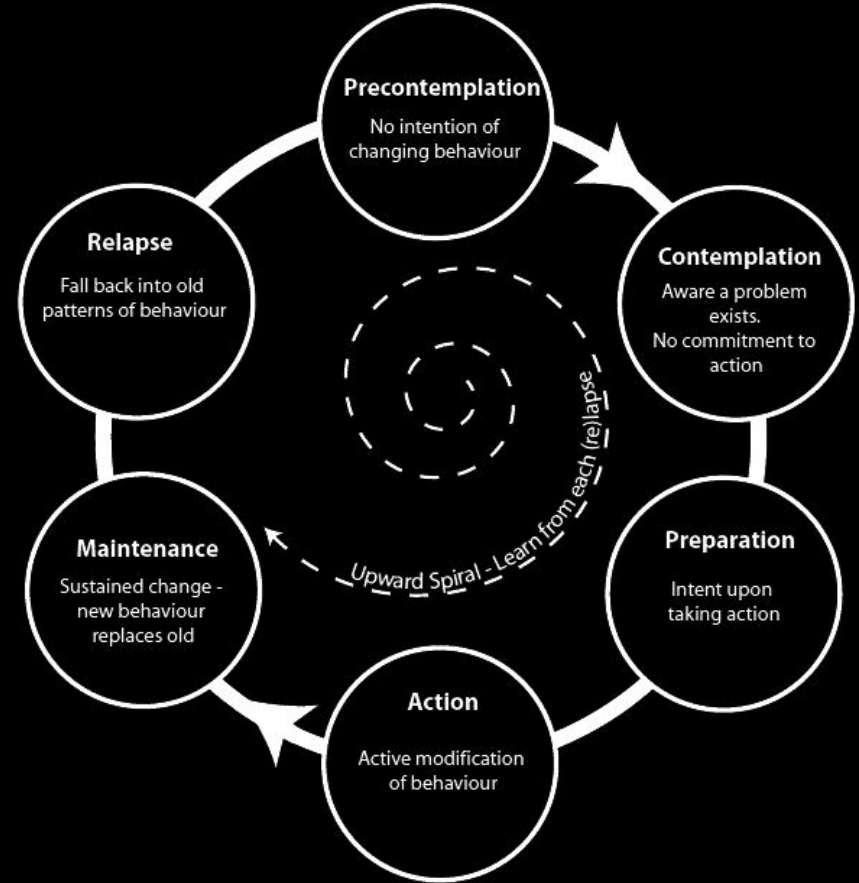 Precontemplation
No intention of
changing behaviour
Contemplation
Aware a problem
exists.
No commitment to
action
Preparation
Intent upon
taking action
Action
Active modification
of behaviour
Maintenance
Sustained change -
new behaviour
replaces old
Relapse
Fall back into old
patterns of behaviour
Upward Spiral - Learn from each (re)lapse